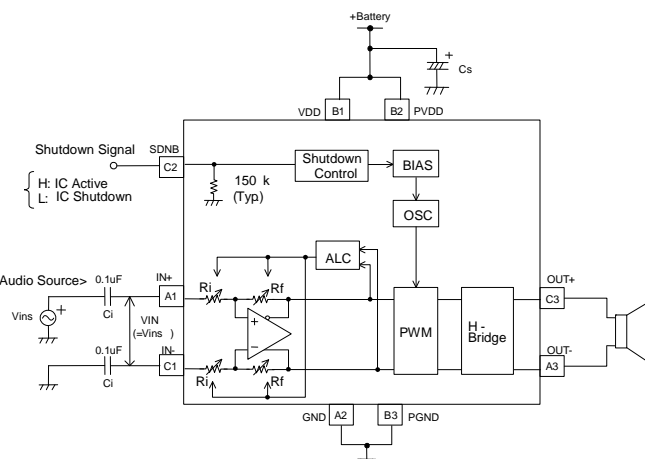 +Battery
+
Cs
VDD
B1
B2
PVDD
Shutdown Signal
SDNB
C2
H: IC Active
L: IC Shutdown
150 k
(Typ.)
Shutdown
Control
BIAS
OSC
ALC
Audio Source>
0.1uF
Ci
IN+
A1
Ri
Rf
Vins
+
VIN
(=Vins )
+
−
PWM
H -
Bridge
OUT+
C3
OUT-
A3
0.1uF
Ci
IN-
C1
Ri
Rf
GND
A2
B3
PGND